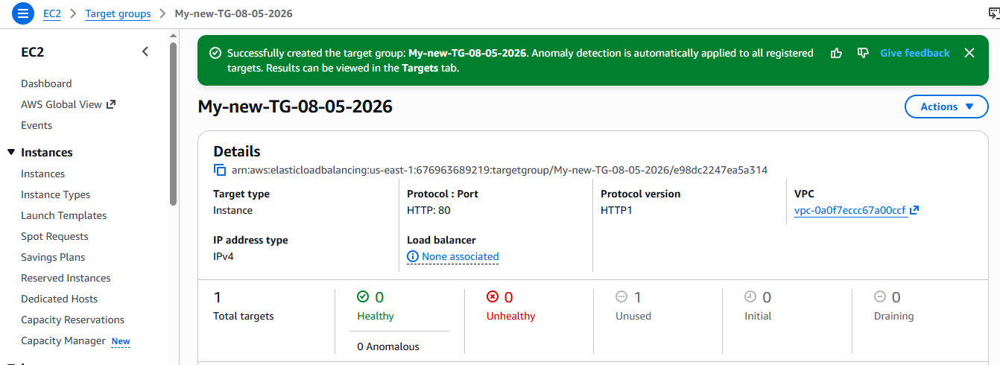 EC2 > Target groups > My-new-TG-08-05-2026
EC2
Dashboard
AWS Global View
Events
Instances
Instances
Instance Types
Launch Templates
Spot Requests
Savings Plans
Reserved Instances
Dedicated Hosts
Capacity Reservations
Capacity Manager New
Successfully created the target group: My-new-TG-08-05-2026. Anomaly detection is automatically applied to all registered
targets. Results can be viewed in the Targets tab.
Give feedback
My-new-TG-08-05-2026
Actions
Details
arn:aws:elasticloadbalancing:us-east-1:676963689219:targetgroup/My-new-TG-08-05-2026/e98dc2247ea5a314
Target type
Instance
Protocol : Port
HTTP: 80
Protocol version
HTTP1
VPC
vpc-0a0f7eccc67a00ccf
IP address type
IPv4
Load balancer
None associated
1
Total targets
0
Healthy
0 Anomalous
0
Unhealthy
1
Unused
0
Initial
0
Draining